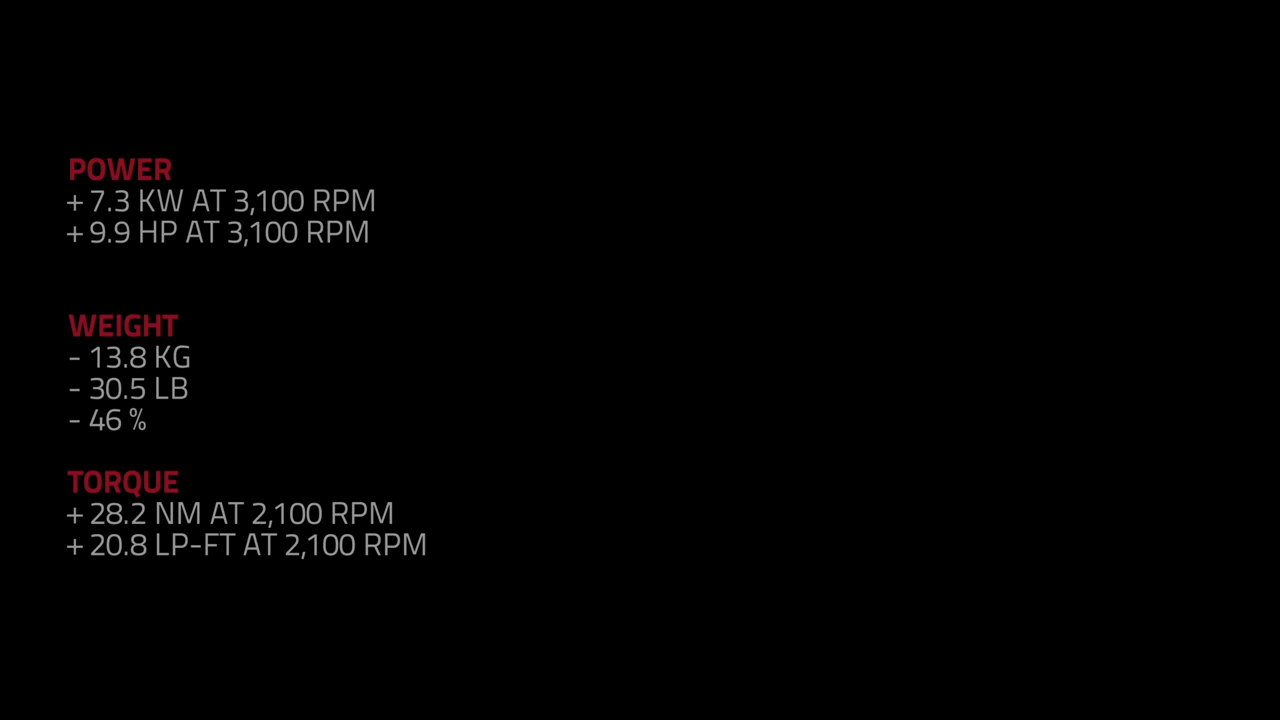 POWER
+ 7.3 KW AT 3,100 RPM
+ 9.9 HP AT 3,100 RPM
WEIGHT
- 13.8 KG
- 30.5 LB
- 46 %
TORQUE
+ 28.2 NM AT 2,100 RPM
+ 20.8 LP-FT AT 2,100 RPM